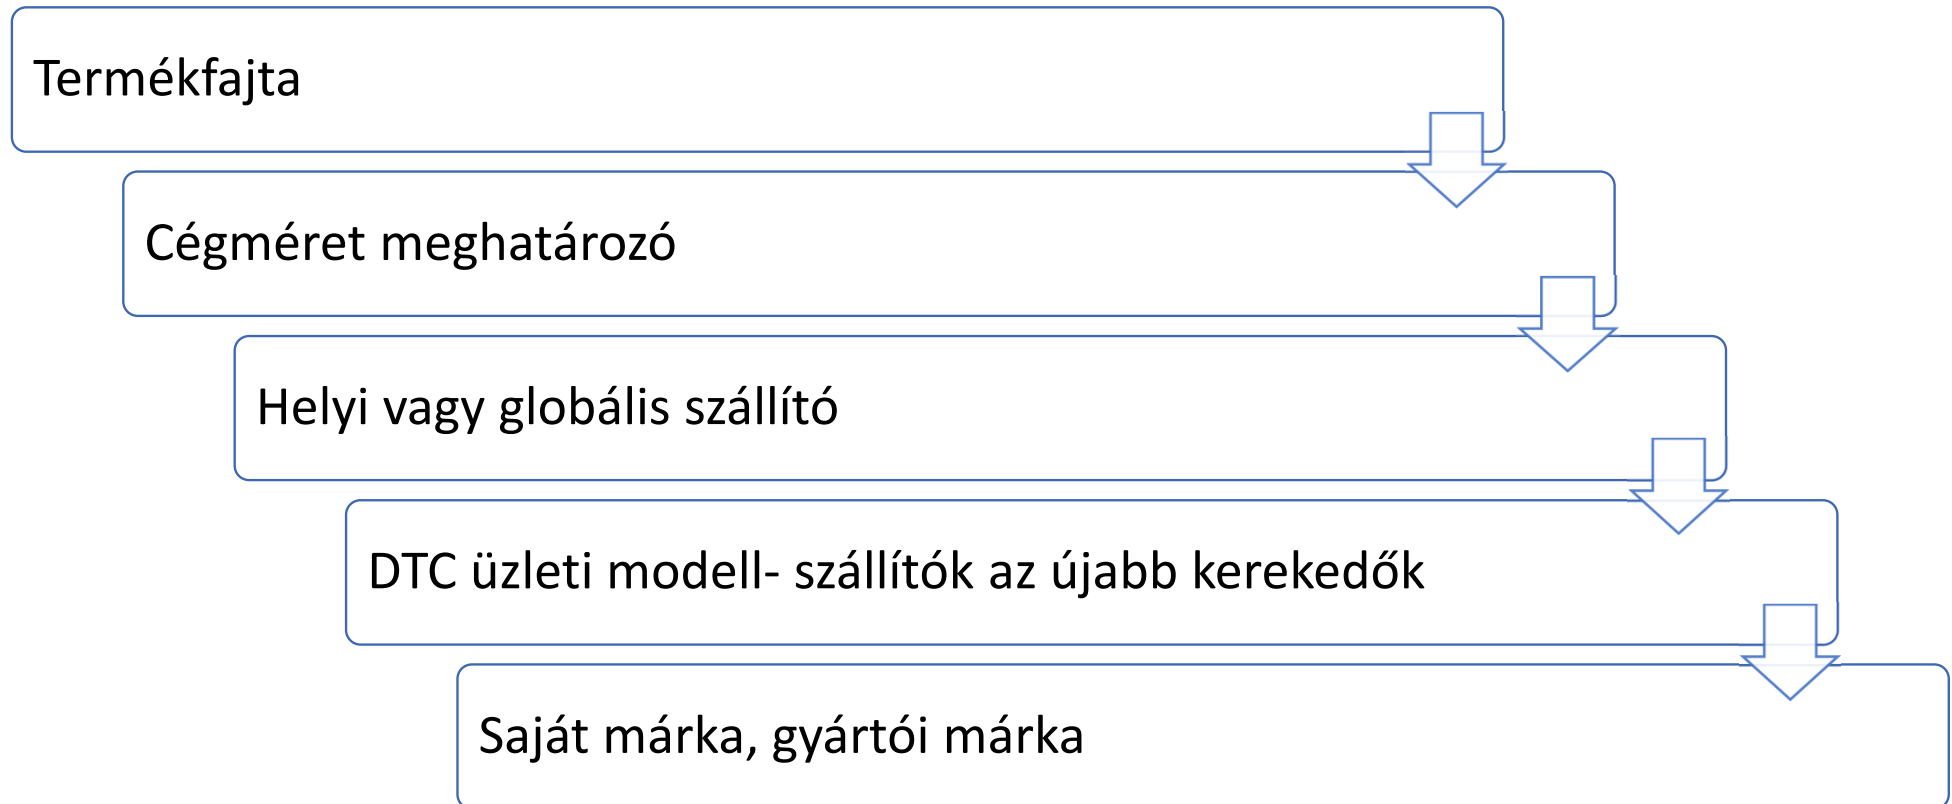 Termékfajta
Cégméret meghatározó
Helyi vagy globális szállító
DTC üzleti modell- szállítók az újabb kerekedők
Saját márka, gyártói márka